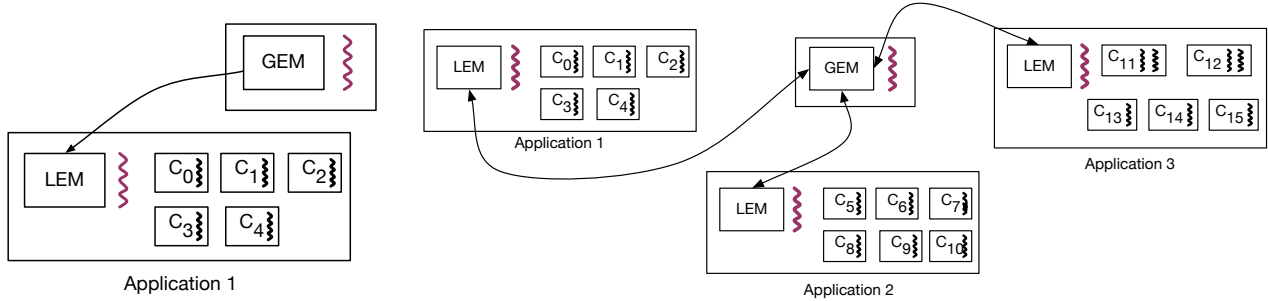 GEM
LEM
C0 C1 C2
C3 C4
Application 1
LEM
C0 C1 C2
C3 C4
Application 1
GEM
LEM
C11 C12
C13 C14 C15
Application 3
LEM
C5 C6 C7
C8 C9 C10
Application 2